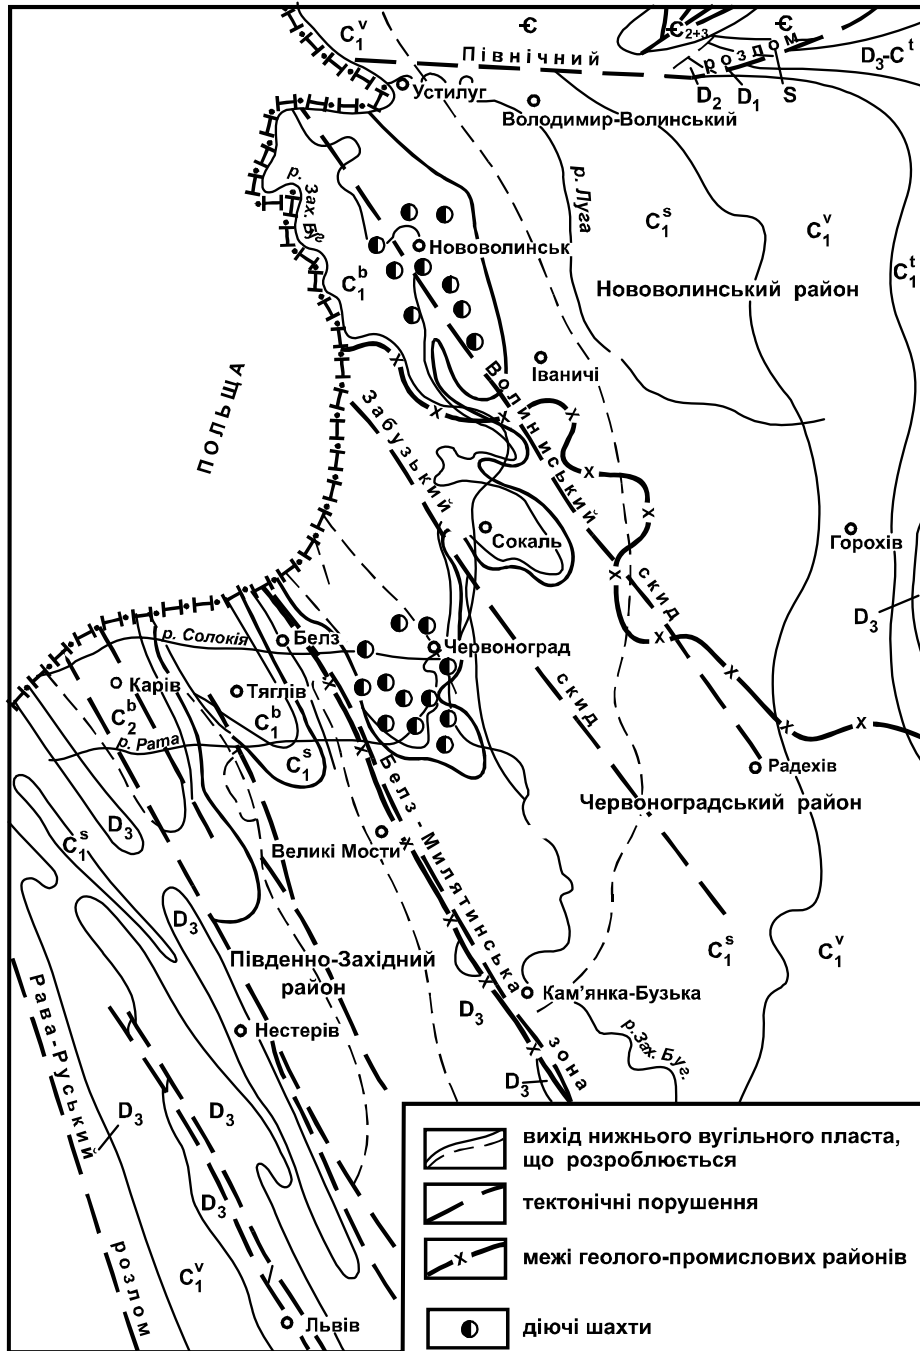 C₁ᵛ
Є
Є₂₊₃
Є
Північний розлом
D₃-Cᵗ
D₂
D₁
S
Устилуг
Володимир-Волинський
р. Зах. Буг
р. Луга
C₁ˢ
C₁ᵛ
Нововолинськ
C₁ᵇ
C₁ᵗ
Нововолинський район
Іваничі
ПОЛЬЩА
Забузький скид
Волиниський скид
Сокаль
Горохів
D₃
р. Солокія
Белз
Червоноград
Карів
Тяглів
C₂ᵇ
C₁ᵇ
р. Рата
C₁ˢ
Радехів
Червоноградський район
D₃
C₁ˢ
Великі Мости
Белз-Милятинська зона
D₃
C₁ˢ
C₁ᵛ
Південно-Західний
район
Кам’янка-Бузька
D₃
Нестерів
р.Зах. Буг.
D₃
Рава-Руський розлом
D₃
D₃
D₃
C₁ᵛ
Львів
вихід нижнього вугільного пласта,
що розроблюється
тектонічні порушення
межі геолого-промислових районів
діючі шахти